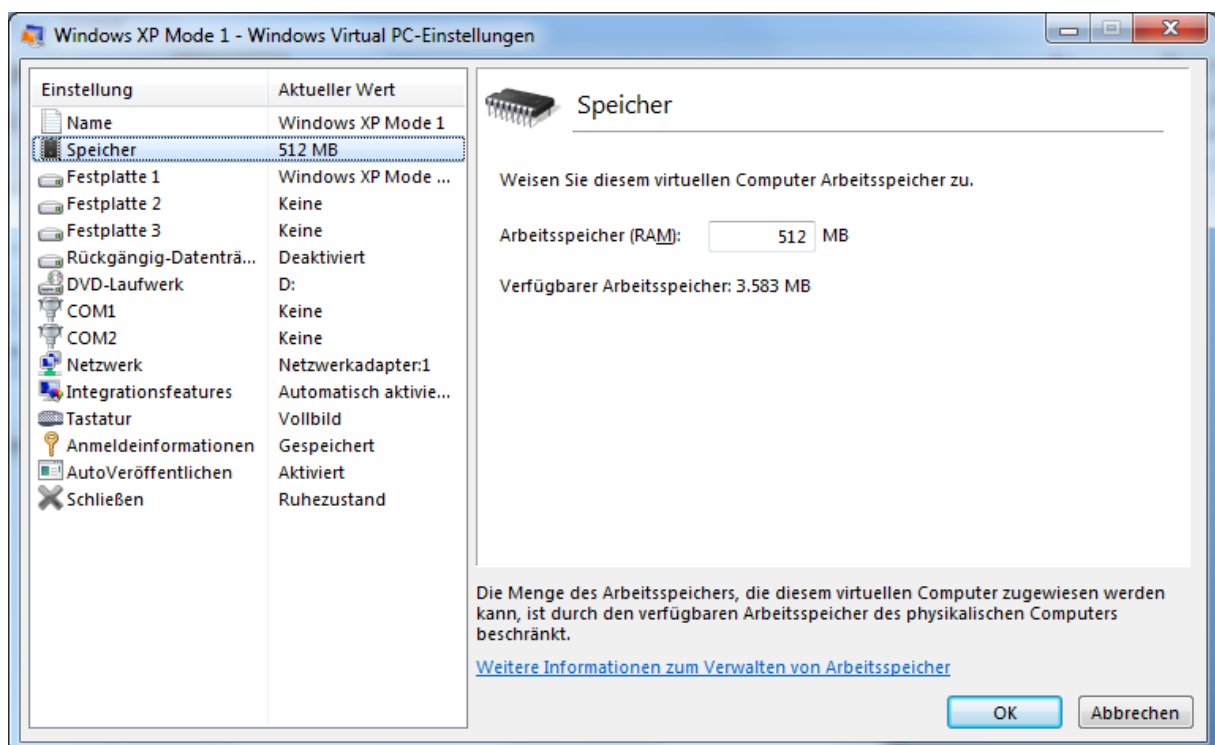 Windows XP Mode 1 - Windows Virtual PC-Einstellungen
Einstellung Aktueller Wert
Name Windows XP Mode 1
Speicher 512 MB
Festplatte 1 Windows XP Mode ...
Festplatte 2 Keine
Festplatte 3 Keine
Rückgängig-Datenträ... Deaktiviert
DVD-Laufwerk D:
COM1 Keine
COM2 Keine
Netzwerk Netzwerkadapter:1
Integrationsfeatures Automatisch aktivie...
Tastatur Vollbild
Anmeldeinformationen Gespeichert
AutoVeröffentlichen Aktiviert
Schließen Ruhezustand
Speicher
Weisen Sie diesem virtuellen Computer Arbeitsspeicher zu.
Arbeitsspeicher (RAM): 512 MB
Verfügbarer Arbeitsspeicher: 3.583 MB
Die Menge des Arbeitsspeichers, die diesem virtuellen Computer zugewiesen werden
kann, ist durch den verfügbaren Arbeitsspeicher des physikalischen Computers
beschränkt.
Weitere Informationen zum Verwalten von Arbeitsspeicher
OK Abbrechen